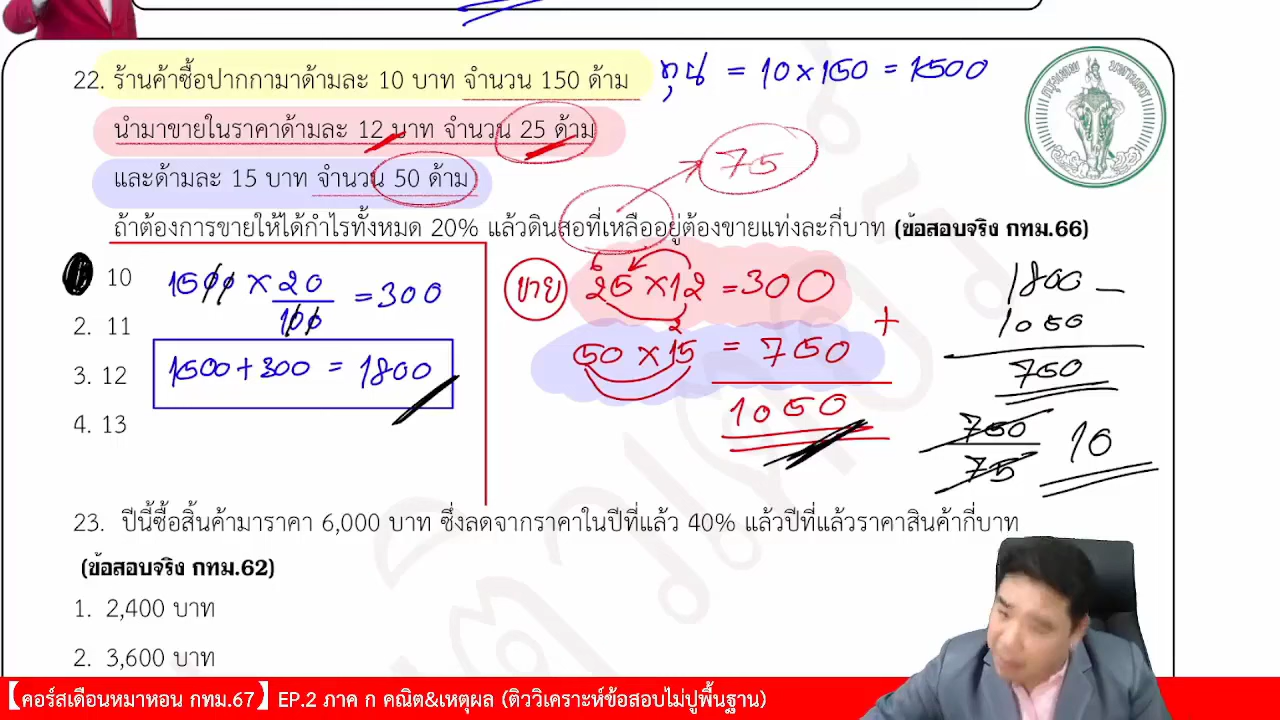 22. ร้านค้าซื้อปากกามาด้ามละ 10 บาท จำนวน 150 ด้าม
ทุน = 10 × 150 = 1500
นำมาขายในราคาด้ามละ 12 บาท จำนวน 25 ด้าม
75
และด้ามละ 15 บาท จำนวน 50 ด้าม
ถ้าต้องการขายให้ได้กำไรทั้งหมด 20% แล้วดินสอที่เหลืออยู่ต้องขายแท่งละกี่บาท (ข้อสอบจริง กทม.66)
10
2. 11
3. 12
4. 13
1500 × 20
100
= 300
1500 + 300 = 1800
ขาย
25 × 12 = 300
+
50 × 15 = 750
1050
1800 -
1050
750
750
75
10
23. ปีนี้ซื้อสิ้นค้ามาราคา 6,000 บาท ซึ่งลดจากราคาในปีที่แล้ว 40% แล้วปีที่แล้วราคาสินค้ากี่บาท
(ข้อสอบจริง กทม.62)
1. 2,400 บาท
2. 3,600 บาท
【คอร์สเดือนหมาหอน กทม.67】 EP.2 ภาค ก คณิต&เหตุผล (ติววิเคราะห์ข้อสอบไม่ปูพื้นฐาน)